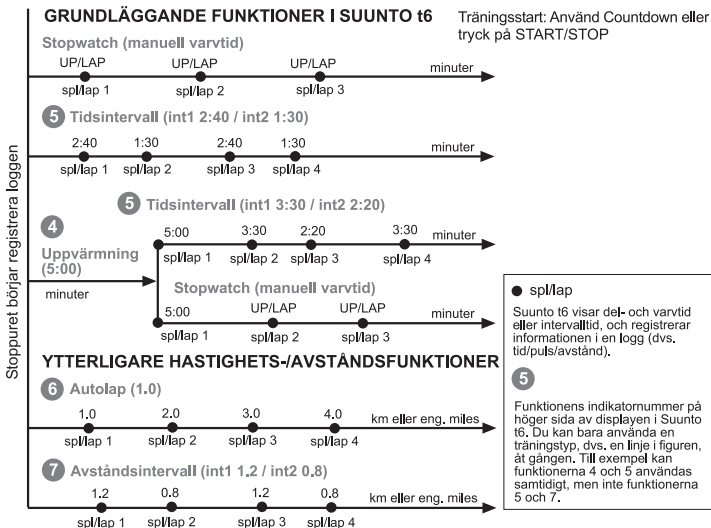 GRUNDLÄGGANDE FUNKTIONER I SUUNTO t6
Träningsstart: Använd Countdown eller
tryck på START/STOP
Stoppuret börjar registrera loggen
Stopwatch (manuell varvtid)
UP/LAP UP/LAP UP/LAP minuter
spl/lap 1 spl/lap 2 spl/lap 3
5 Tidsintervall (int1 2:40 / int2 1:30)
2:40 1:30 2:40 1:30 minuter
spl/lap 1 spl/lap 2 spl/lap 3 spl/lap 4
5 Tidsintervall (int1 3:30 / int2 2:20)
4
Uppvärmning
(5:00)
minuter
5:00 3:30 2:20 3:30 minuter
spl/lap 1 spl/lap 2 spl/lap 3 spl/lap 4
Stopwatch (manuell varvtid)
5:00 UP/LAP UP/LAP minuter
spl/lap 1 spl/lap 2 spl/lap 3
YTTERLIGARE HASTIGHETS-/AVSTÅNDSFUNKTIONER
6 Autolap (1.0)
1.0 2.0 3.0 4.0 km eller eng. miles
spl/lap 1 spl/lap 2 spl/lap 3 spl/lap 4
7 Avståndsintervall (int1 1.2 / int2 0.8)
1.2 0.8 1.2 0.8 km eller eng. miles
spl/lap 1 spl/lap 2 spl/lap 3 spl/lap 4
spl/lap
Suunto t6 visar del- och varvtid
eller intervalltid, och registrerar
informationen i en logg (dvs.
tid/puls/avstånd).
5
Funktionens indikatornummer på
höger sida av displayen i Suunto
t6. Du kan bara använda en
träningstyp, dvs. en linje i figuren,
åt gången. Till exempel kan
funktionerna 4 och 5 användas
samtidigt, men inte funktionerna
5 och 7.